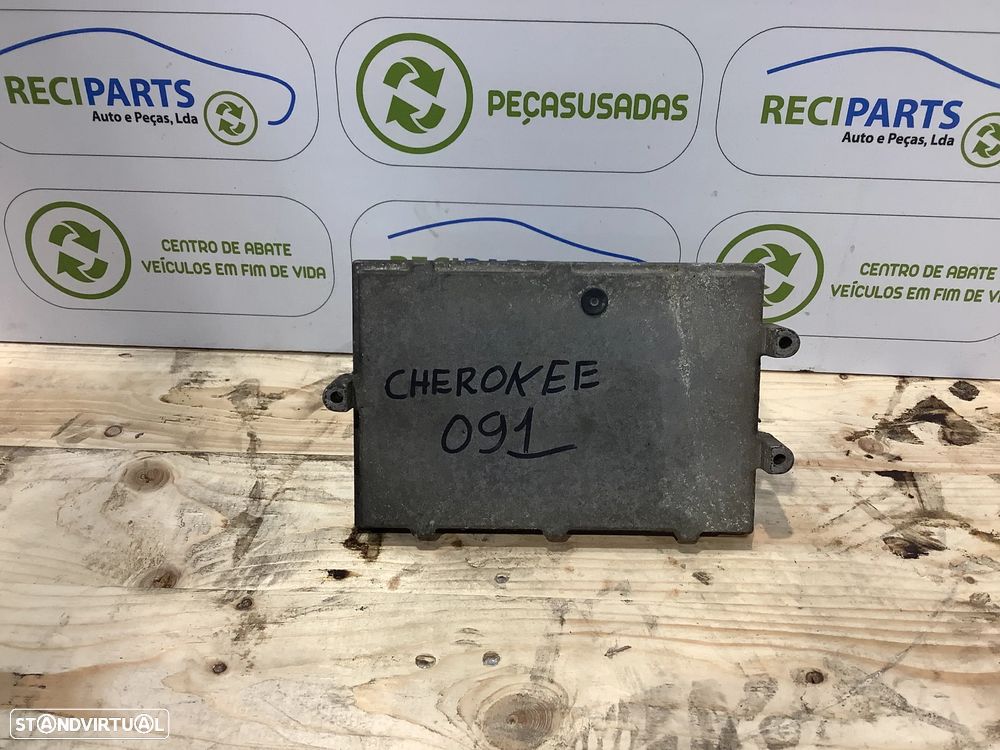 RECIPARTS
Auto e Peças, Lda
PEÇASUSADAS
RECIPARTS
Auto e Peças, Lda
CENTRO DE ABATE
VEÍCULOS EM FIM DE VIDA
CENTRO DE ABATE
VEÍCULOS EM FIM DE VIDA
CHEROKEE
091
STANDVIRTUAL